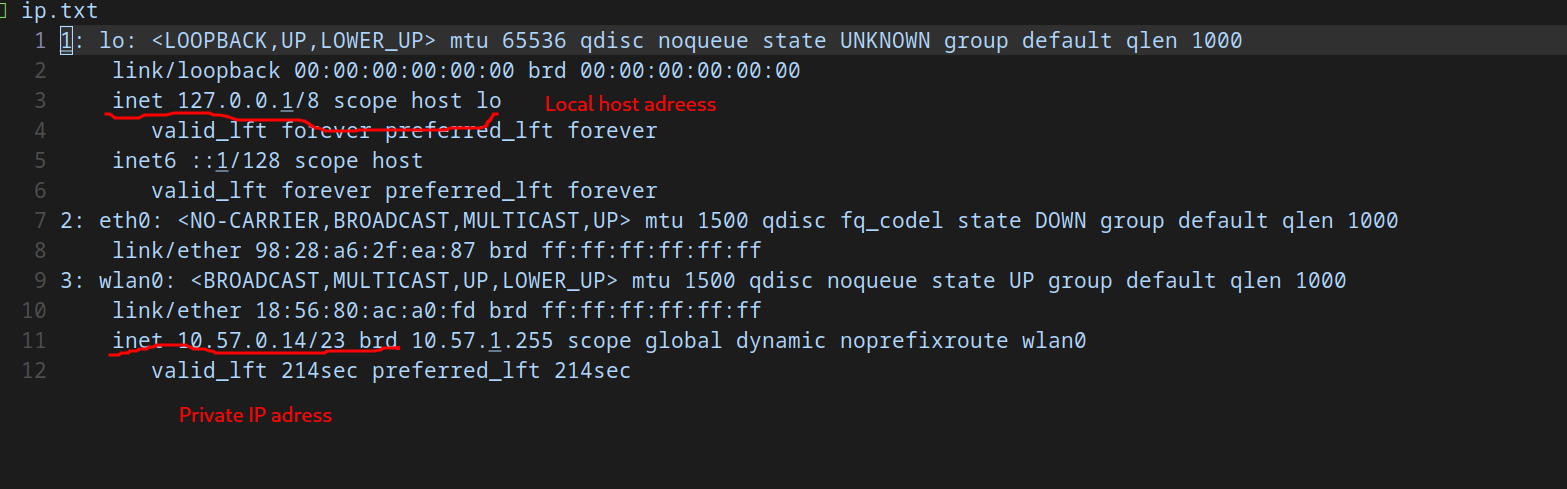 ip.txt
1 1: lo: <LOOPBACK,UP,LOWER_UP> mtu 65536 qdisc noqueue state UNKNOWN group default qlen 1000
2 link/loopback 00:00:00:00:00:00 brd 00:00:00:00:00:00
3 inet 127.0.0.1/8 scope host lo Local host adreess
4 valid_lft forever preferred_lft forever
5 inet6 ::1/128 scope host
6 valid_lft forever preferred_lft forever
7 2: eth0: <NO-CARRIER,BROADCAST,MULTICAST,UP> mtu 1500 qdisc fq_codel state DOWN group default qlen 1000
8 link/ether 98:28:a6:2f:ea:87 brd ff:ff:ff:ff:ff:ff
9 3: wlan0: <BROADCAST,MULTICAST,UP,LOWER_UP> mtu 1500 qdisc noqueue state UP group default qlen 1000
10 link/ether 18:56:80:ac:a0:fd brd ff:ff:ff:ff:ff:ff
11 inet 10.57.0.14/23 brd 10.57.1.255 scope global dynamic noprefixroute wlan0
12 valid_lft 214sec preferred_lft 214sec
Private IP adress